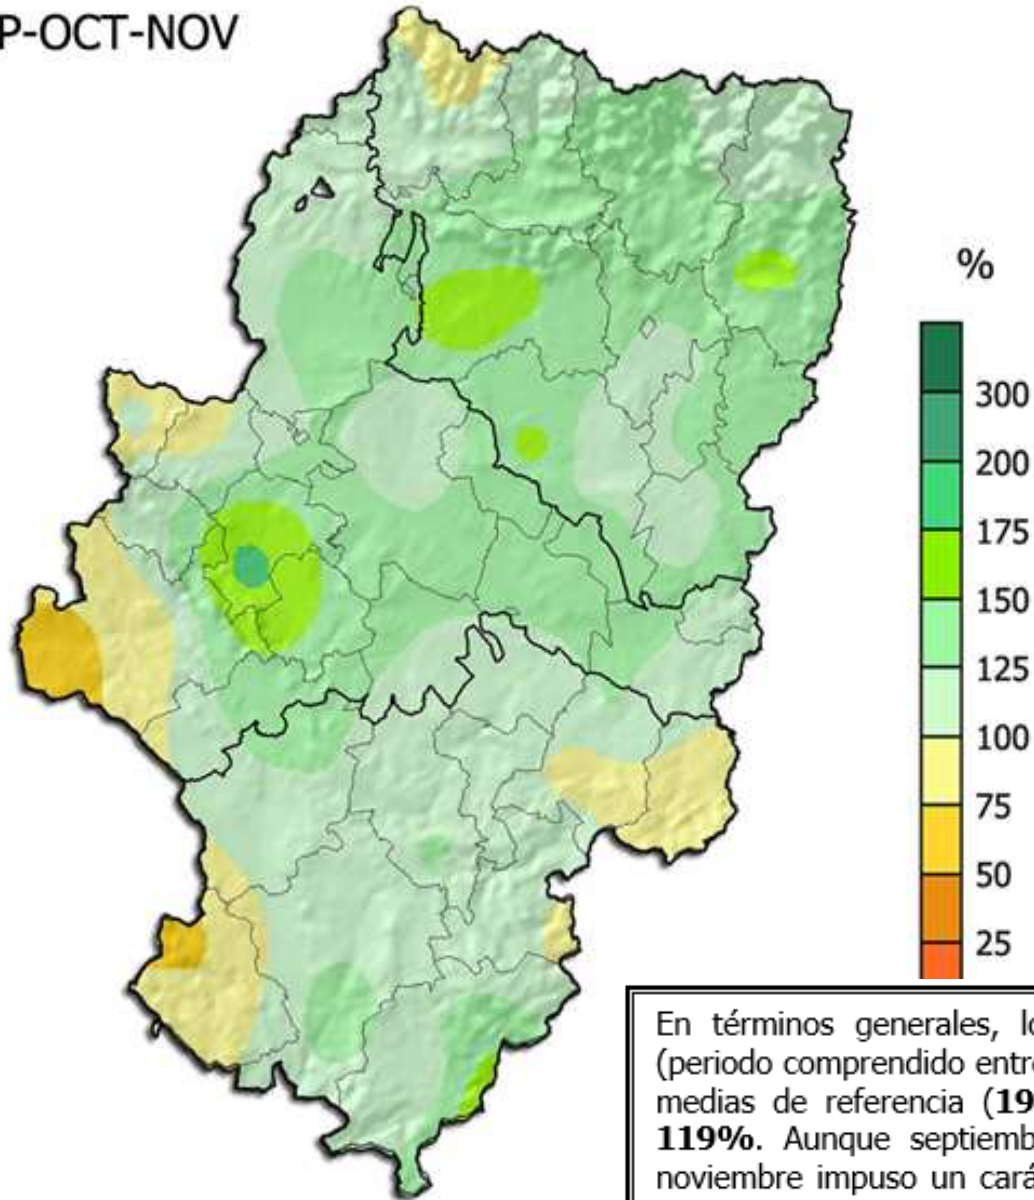 P-OCT-NOV
%
300
200
175
150
125
100
75
50
25
En términos generales, lo
(periodo comprendido entre
medias de referencia (19
119%. Aunque septiemb
noviembre impuso un cará